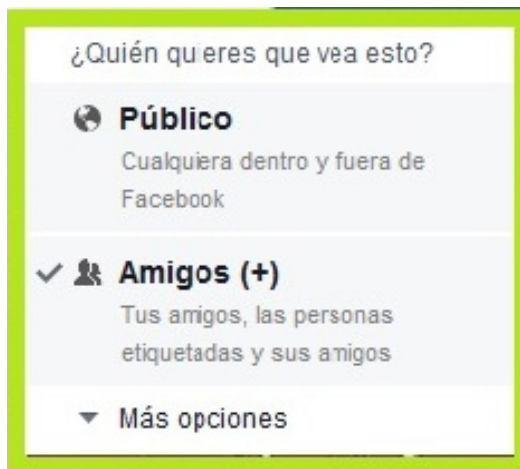 ¿Quién quieres que vea esto?
Público
Cualquiera dentro y fuera de
Facebook
Amigos (+)
Tus amigos, las personas
etiquetadas y sus amigos
Más opciones